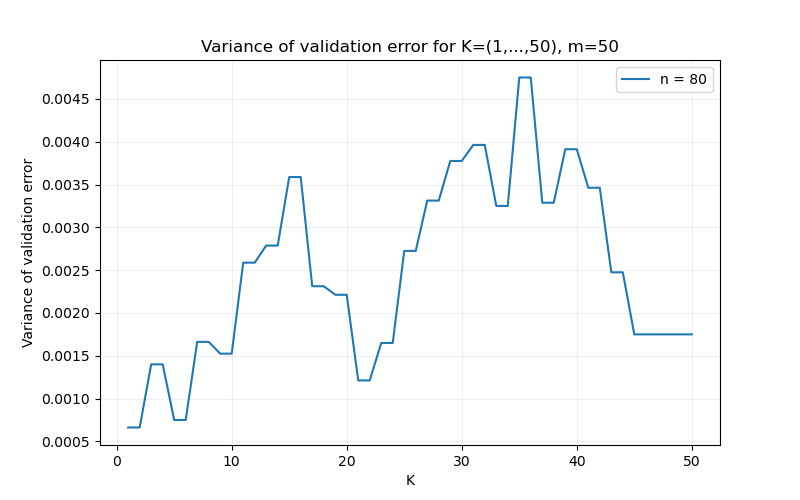 Variance of validation error for K=(1,...,50), m=50
n = 80
Variance of validation error
0.0045
0.0040
0.0035
0.0030
0.0025
0.0020
0.0015
0.0010
0.0005
0 10 20 30 40 50
K